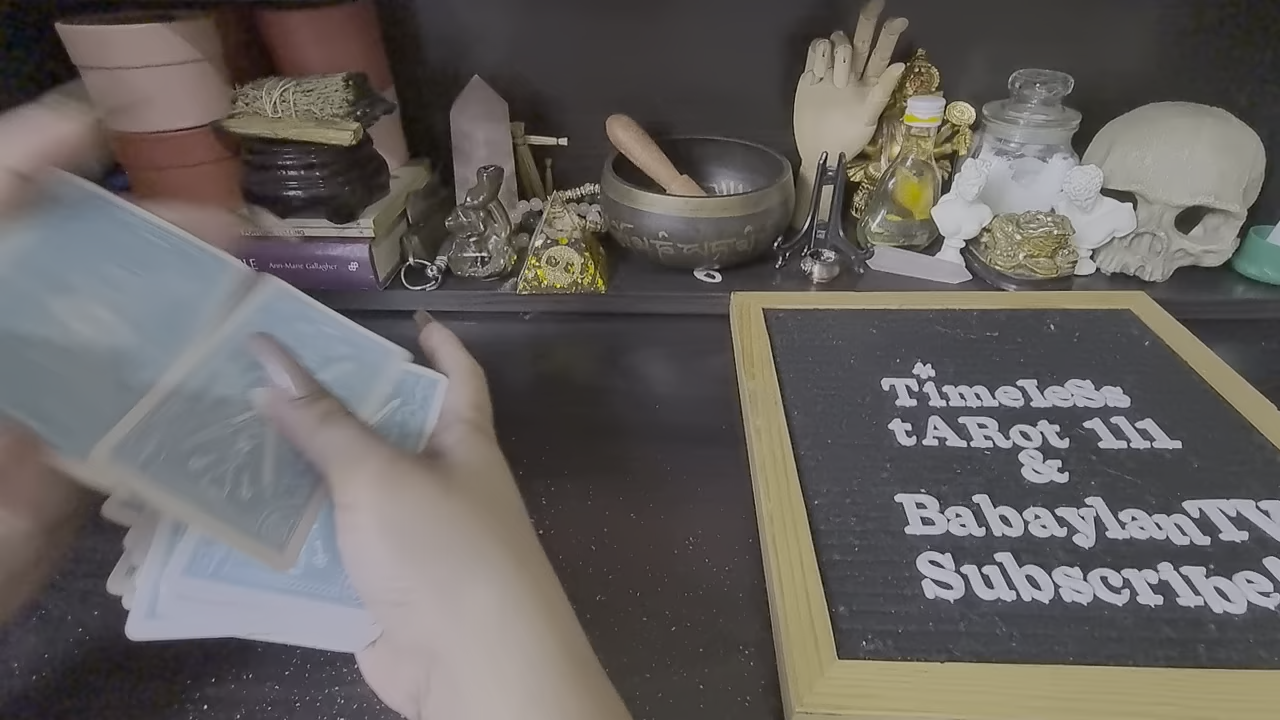 Ann-Marie Gallagher
TimeleSs
tARot 111
&
BabaylanTV
Subscribe!